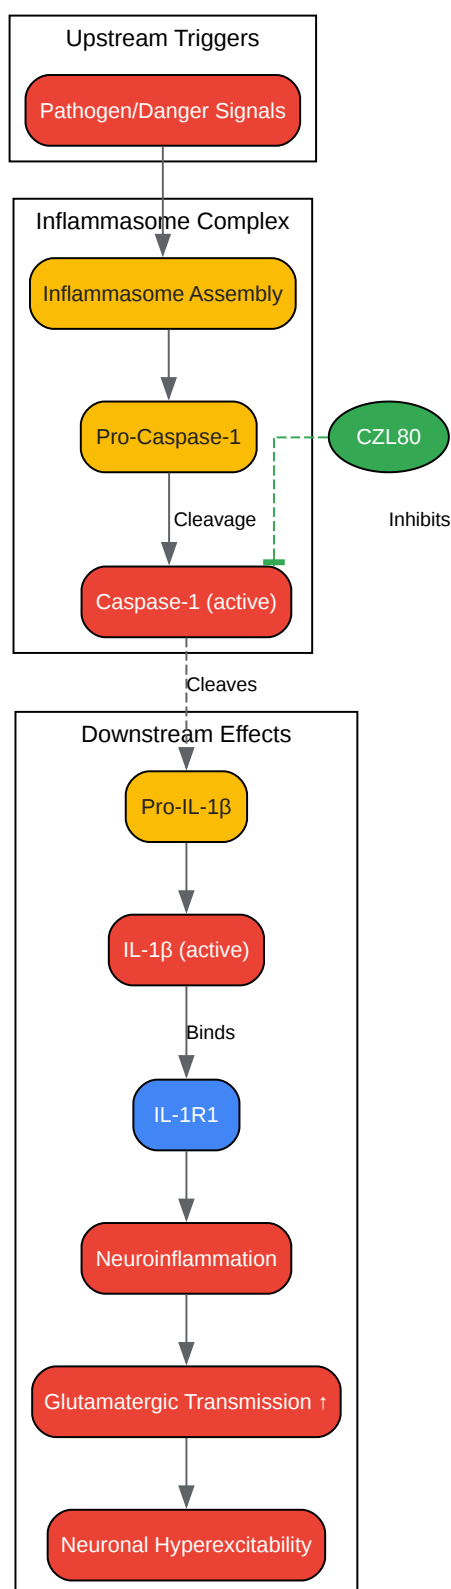 Upstream Triggers
Pathogen/Danger Signals
Inflammasome Complex
Inflammasome Assembly
Pro-Caspase-1
CZL80
Cleavage
Inhibits
Caspase-1 (active)
Cleaves
Downstream Effects
Pro-IL-1β
IL-1β (active)
Binds
IL-1R1
Neuroinflammation
Glutamatergic Transmission ↑
Neuronal Hyperexcitability